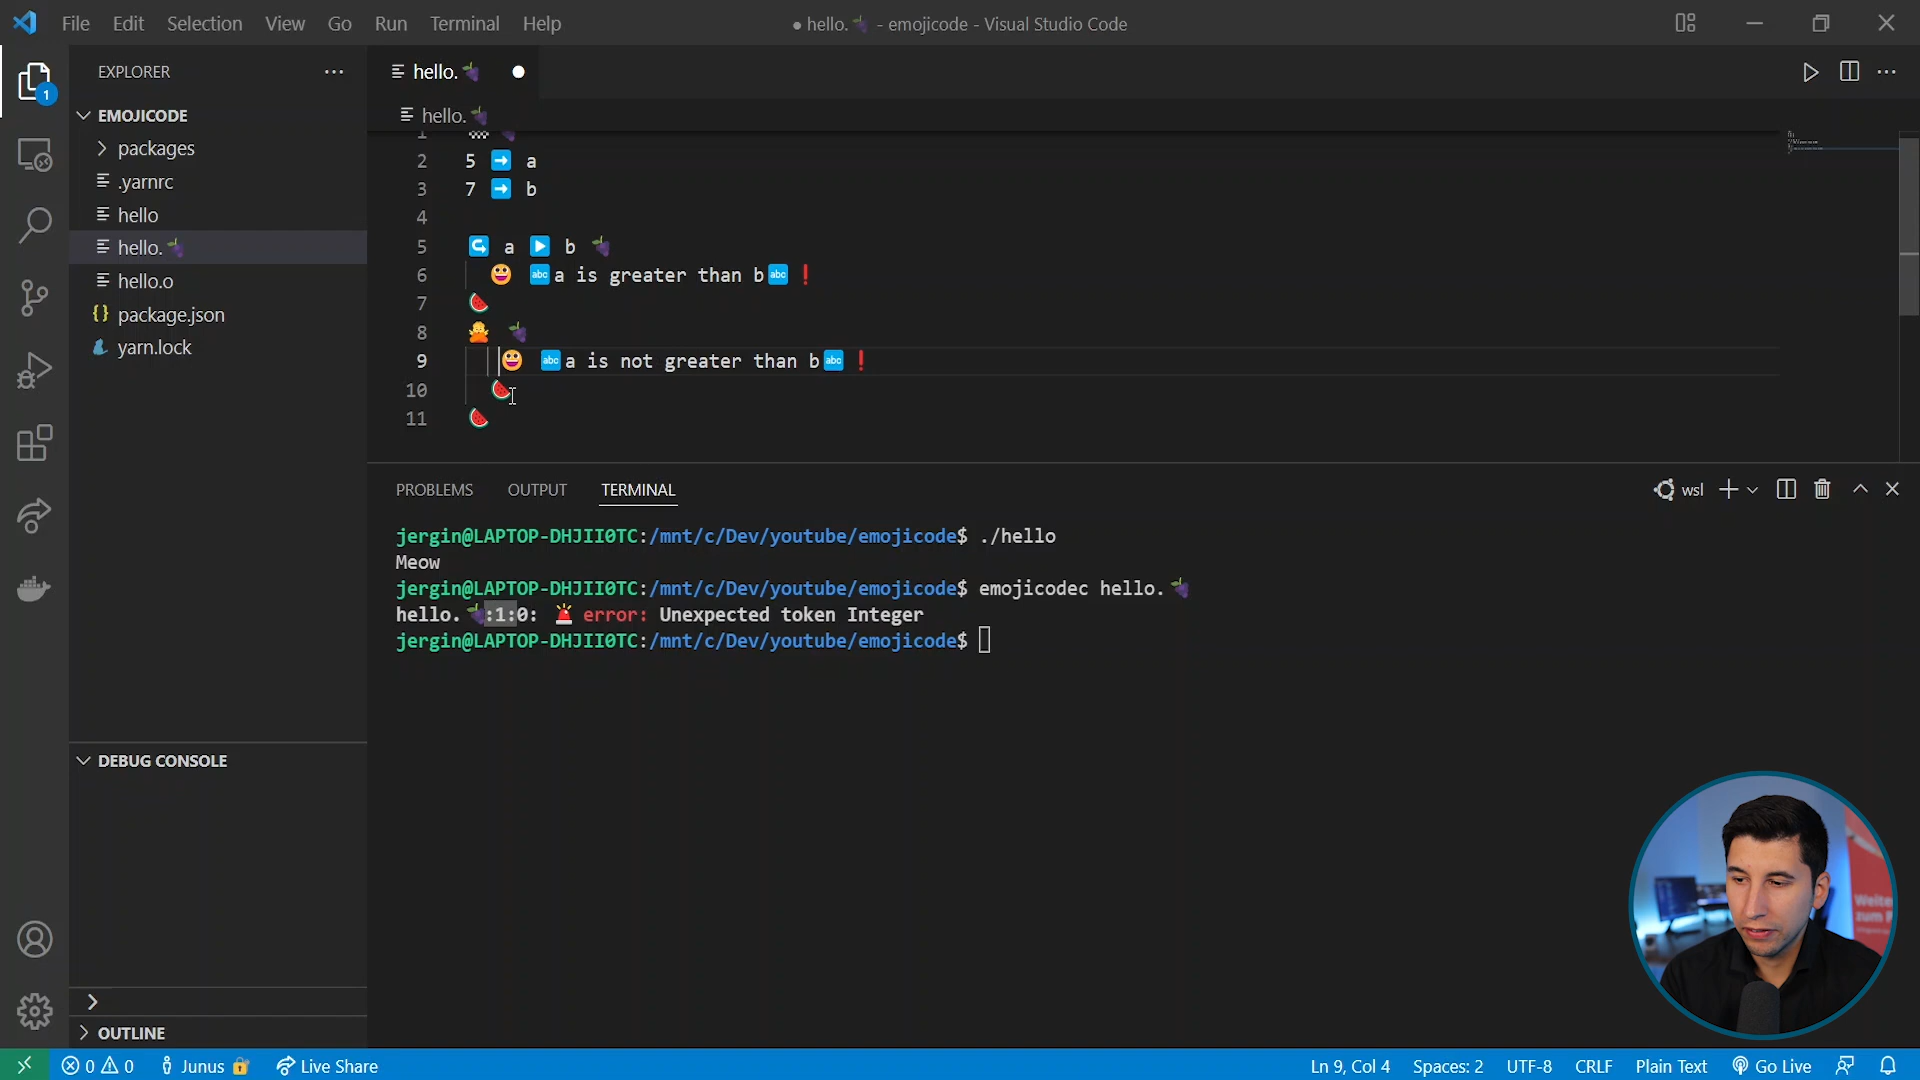 File Edit Selection View Go Run Terminal Help
● hello.🍇 - emojicode - Visual Studio Code
EXPLORER
EMOJICODE
packages
.yarnrc
hello
hello.🍇
hello.o
package.json
yarn.lock
DEBUG CONSOLE
OUTLINE
hello.🍇 ●
hello.🍇
1 🏁 🍇
2 5 ➡️ a
3 7 ➡️ b
4
5 ↪️ a ▶️ b 🍇
6 😀 🔤a is greater than b🔤 ❗
7 🍉
8 🙅 🍇
9 😀 🔤a is not greater than b🔤 ❗
10 🍉
11 🍉
PROBLEMS OUTPUT TERMINAL
wsl
jergin@LAPTOP-DHJII0TC:/mnt/c/Dev/youtube/emojicode$ ./hello
Meow
jergin@LAPTOP-DHJII0TC:/mnt/c/Dev/youtube/emojicode$ emojicodec hello.🍇
hello.🍇:1:0: 🚨 error: Unexpected token Integer
jergin@LAPTOP-DHJII0TC:/mnt/c/Dev/youtube/emojicode$
Weite
zum
1
0 0 Junus 🔒 Live Share
Ln 9, Col 4 Spaces: 2 UTF-8 CRLF Plain Text Go Live